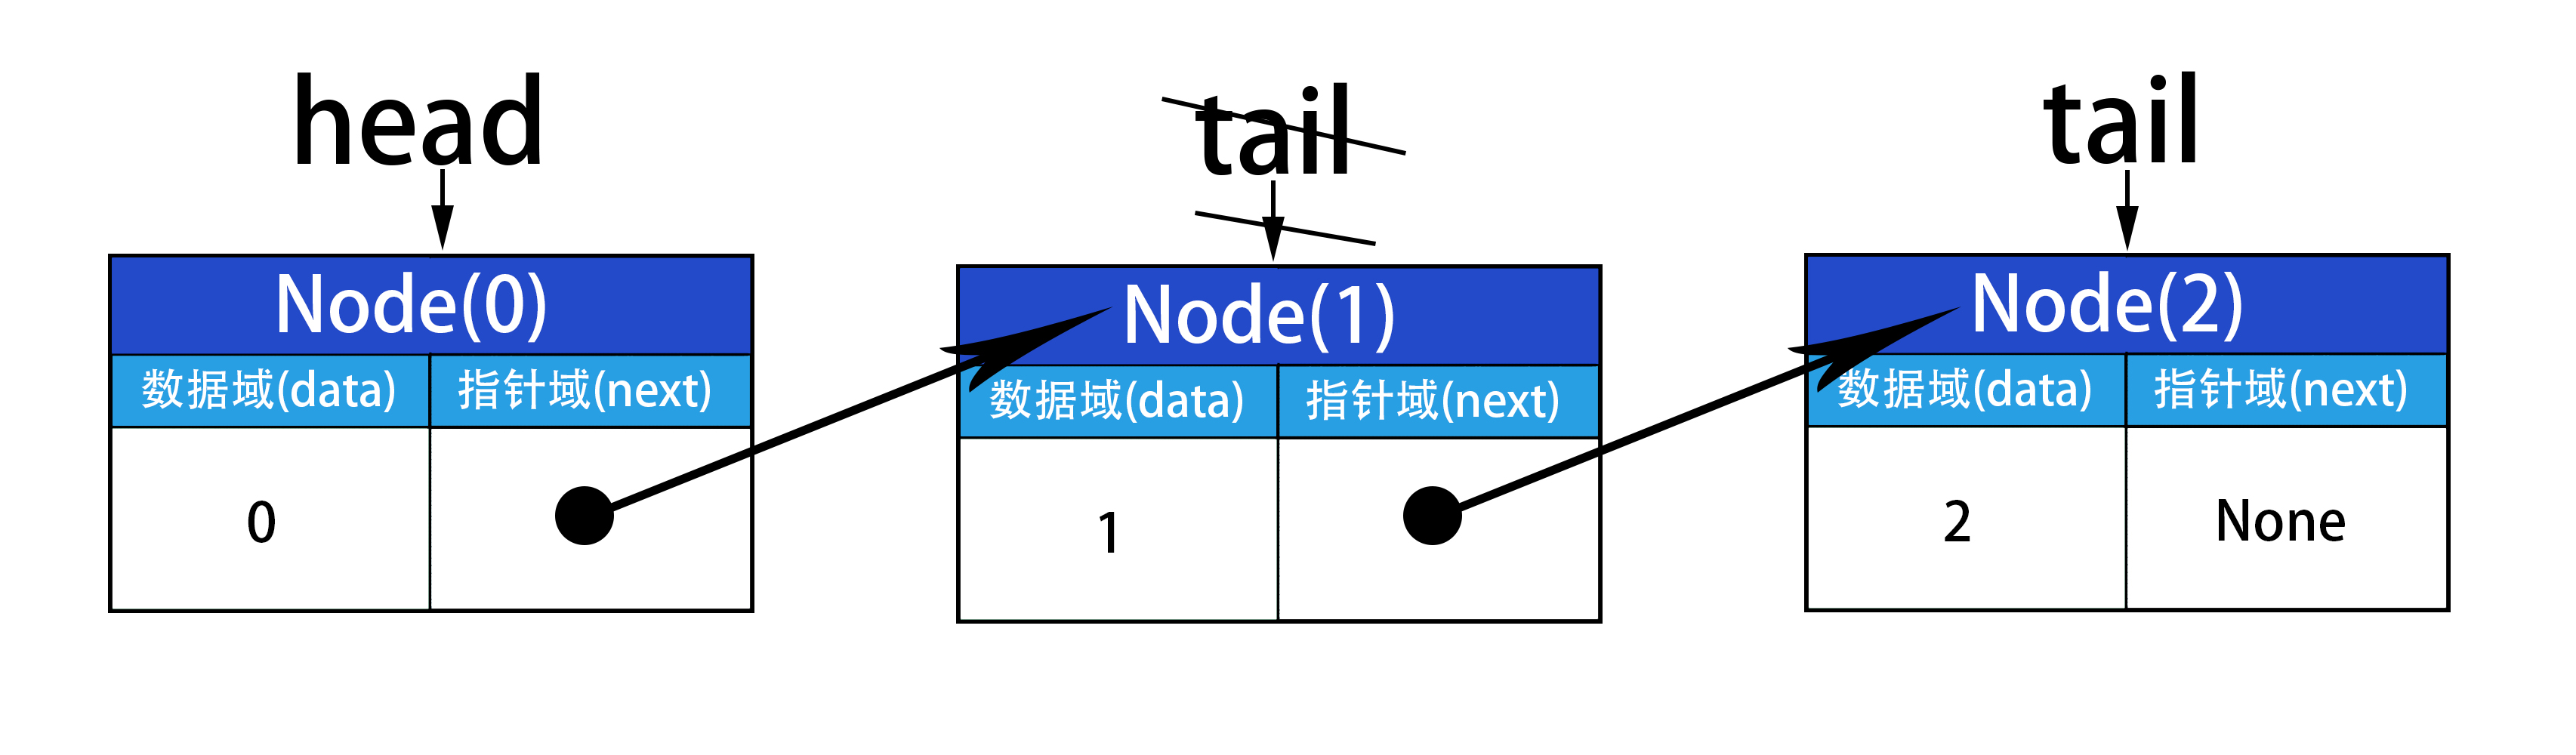 head
tail
tail
Node(0)
数据域(data) 指针域(next)
0
Node(1)
数据域(data) 指针域(next)
1
Node(2)
数据域(data) 指针域(next)
2 None